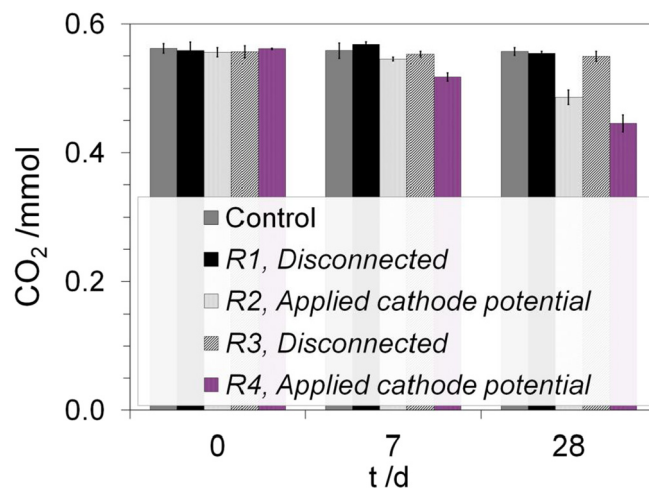 0.6
0.4
0.2
0.0
CO2 /mmol
Control
R1, Disconnected
R2, Applied cathode potential
R3, Disconnected
R4, Applied cathode potential
0 7 28
t /d